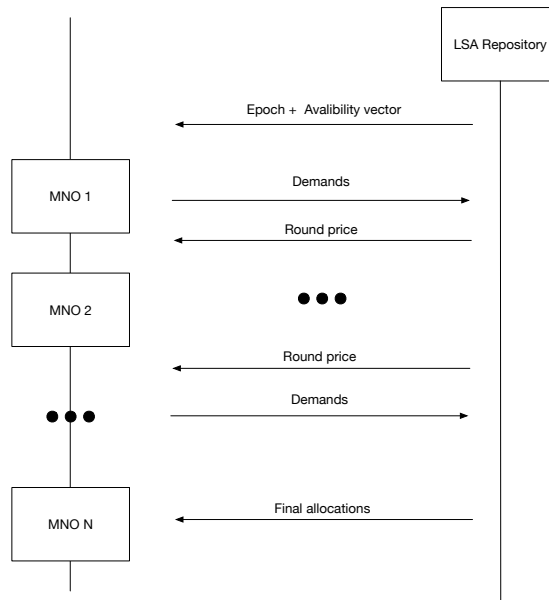 LSA Repository
Epoch + Avalibility vector
MNO 1
Demands
Round price
MNO 2
Round price
Demands
MNO N
Final allocations